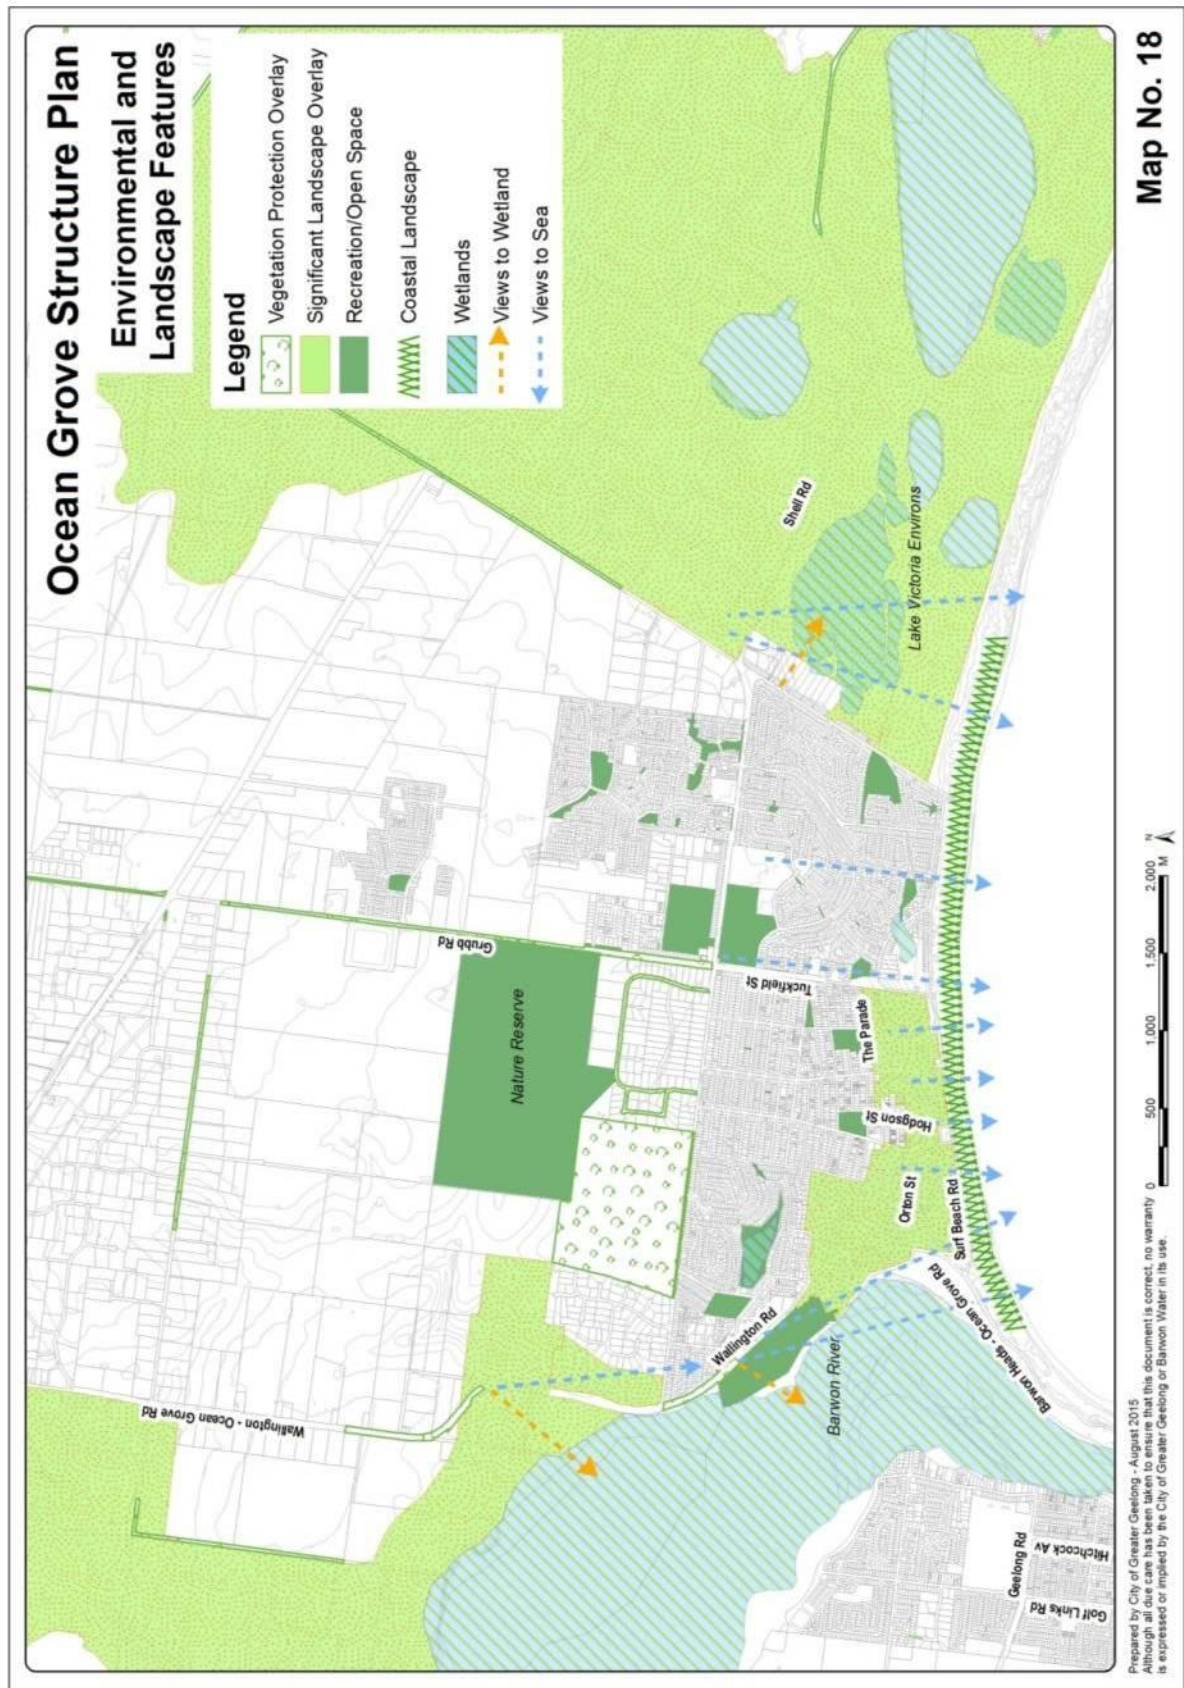 Ocean Grove Structure Plan
Environmental and
Landscape Features
Legend
Vegetation Protection Overlay
Significant Landscape Overlay
Recreation/Open Space
Coastal Landscape
Wetlands
Views to Wetland
Views to Sea
Wallington - Ocean Grove Rd
Grubb Rd
Nature Reserve
Shell Rd
Tuckfield St
Lake Victoria Environs
The Parade
Wallington Rd
Hodgson St
Orton St
Barwon River
Surf Beach Rd
Barwon Heads - Ocean Grove Rd
Geelong Rd
Golf Links Rd
Hitchcock Av
Prepared by City of Greater Geelong - August 2015
Although all due care has been taken to ensure that this document is correct, no warranty
is expressed or implied by the City of Greater Geelong or Barwon Water in its use.
0 500 1,000 1,500 2,000
M
N
Map No. 18